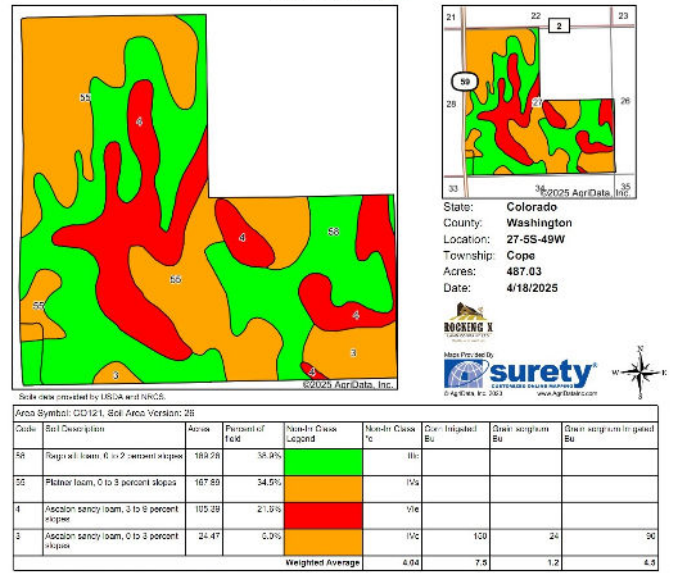 55
4
58
4
55
55
4
3
3
4
©2025 AgriData, Inc.
Soils data provided by USDA and NRCS.
21 22 23
2
59
28 27 26
33 34 35
©2025 AgriData, Inc.
State: Colorado
County: Washington
Location: 27-5S-49W
Township: Cope
Acres: 487.03
Date: 4/18/2025
ROCKING X
Maps Provided By
surety®
CUSTOMIZED ONLINE MAPPING
© AgriData, Inc. 2023 www.AgriDataInc.com
N
W E
S
Area Symbol: CO121, Soil Area Version: 26
Code Soil Description Acres Percent of field Non-Irr Class Legend Non-Irr Class *c Corn Irrigated Bu Grain sorghum Bu Grain sorghum Irrigated Bu
58 Rago silt loam, 0 to 2 percent slopes 189.28 38.9% IIIc
55 Platner loam, 0 to 3 percent slopes 167.89 34.5% IVs
4 Ascalon sandy loam, 3 to 9 percent slopes 105.39 21.6% VIe
3 Ascalon sandy loam, 0 to 3 percent slopes 24.47 5.0% IVc 150 24 90
Weighted Average 4.04 7.5 1.2 4.5